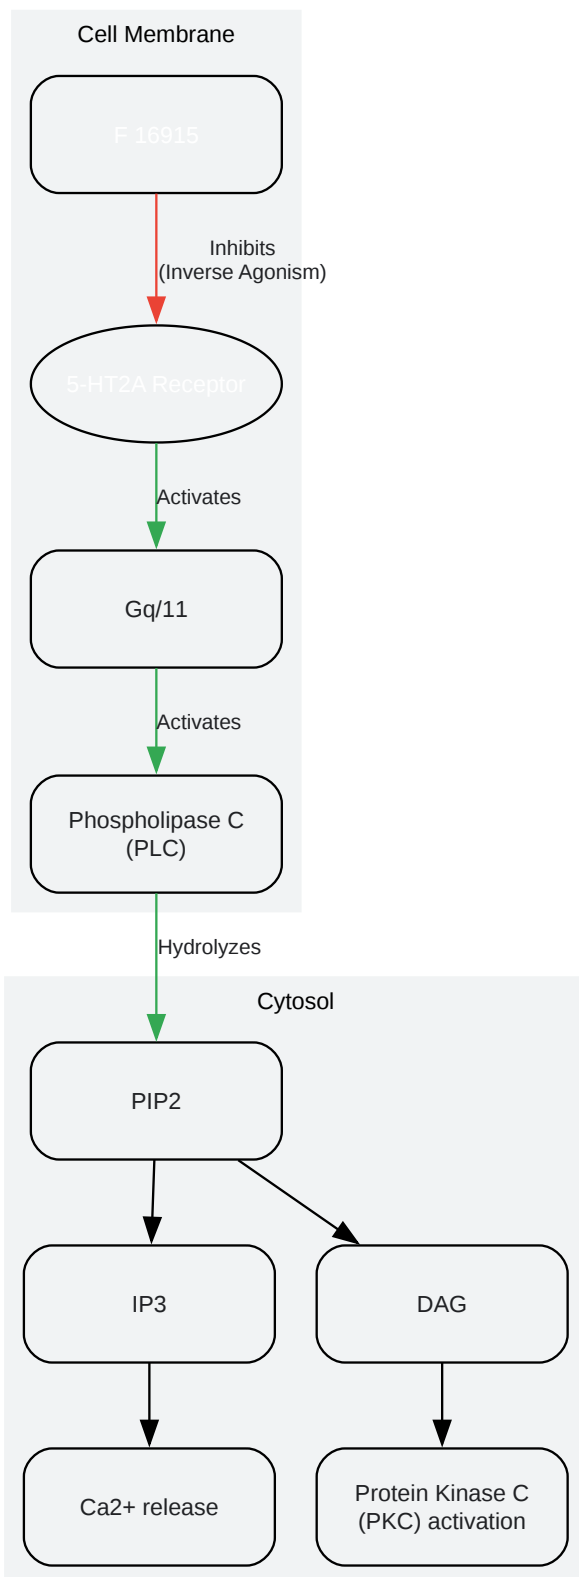 Cell Membrane
F 16915
Inhibits
(Inverse Agonism)
5-HT2A Receptor
Activates
Gq/11
Activates
Phospholipase C
(PLC)
Hydrolyzes
Cytosol
PIP2
IP3
DAG
Ca2+ release
Protein Kinase C
(PKC) activation